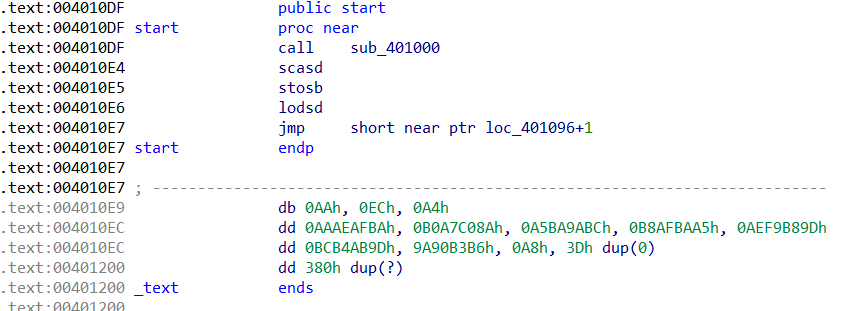 .text:004010DF public start
.text:004010DF start proc near
.text:004010DF call sub_401000
.text:004010E4 scasd
.text:004010E5 stosb
.text:004010E6 lodsd
.text:004010E7 jmp short near ptr loc_401096+1
.text:004010E7 start endp
.text:004010E7
.text:004010E7 ; ---------------------------------------------------------------------------
.text:004010E9 db 0AAh, 0ECh, 0A4h
.text:004010EC dd 0AAAEAFBAh, 0B0A7C08Ah, 0A5BA9ABCh, 0B8AFBAA5h, 0AEF9B89Dh
.text:004010EC dd 0BCB4AB9Dh, 9A90B3B6h, 0A8h, 3Dh dup(0)
.text:00401200 dd 380h dup(?)
.text:00401200 _text ends
.text:00401200